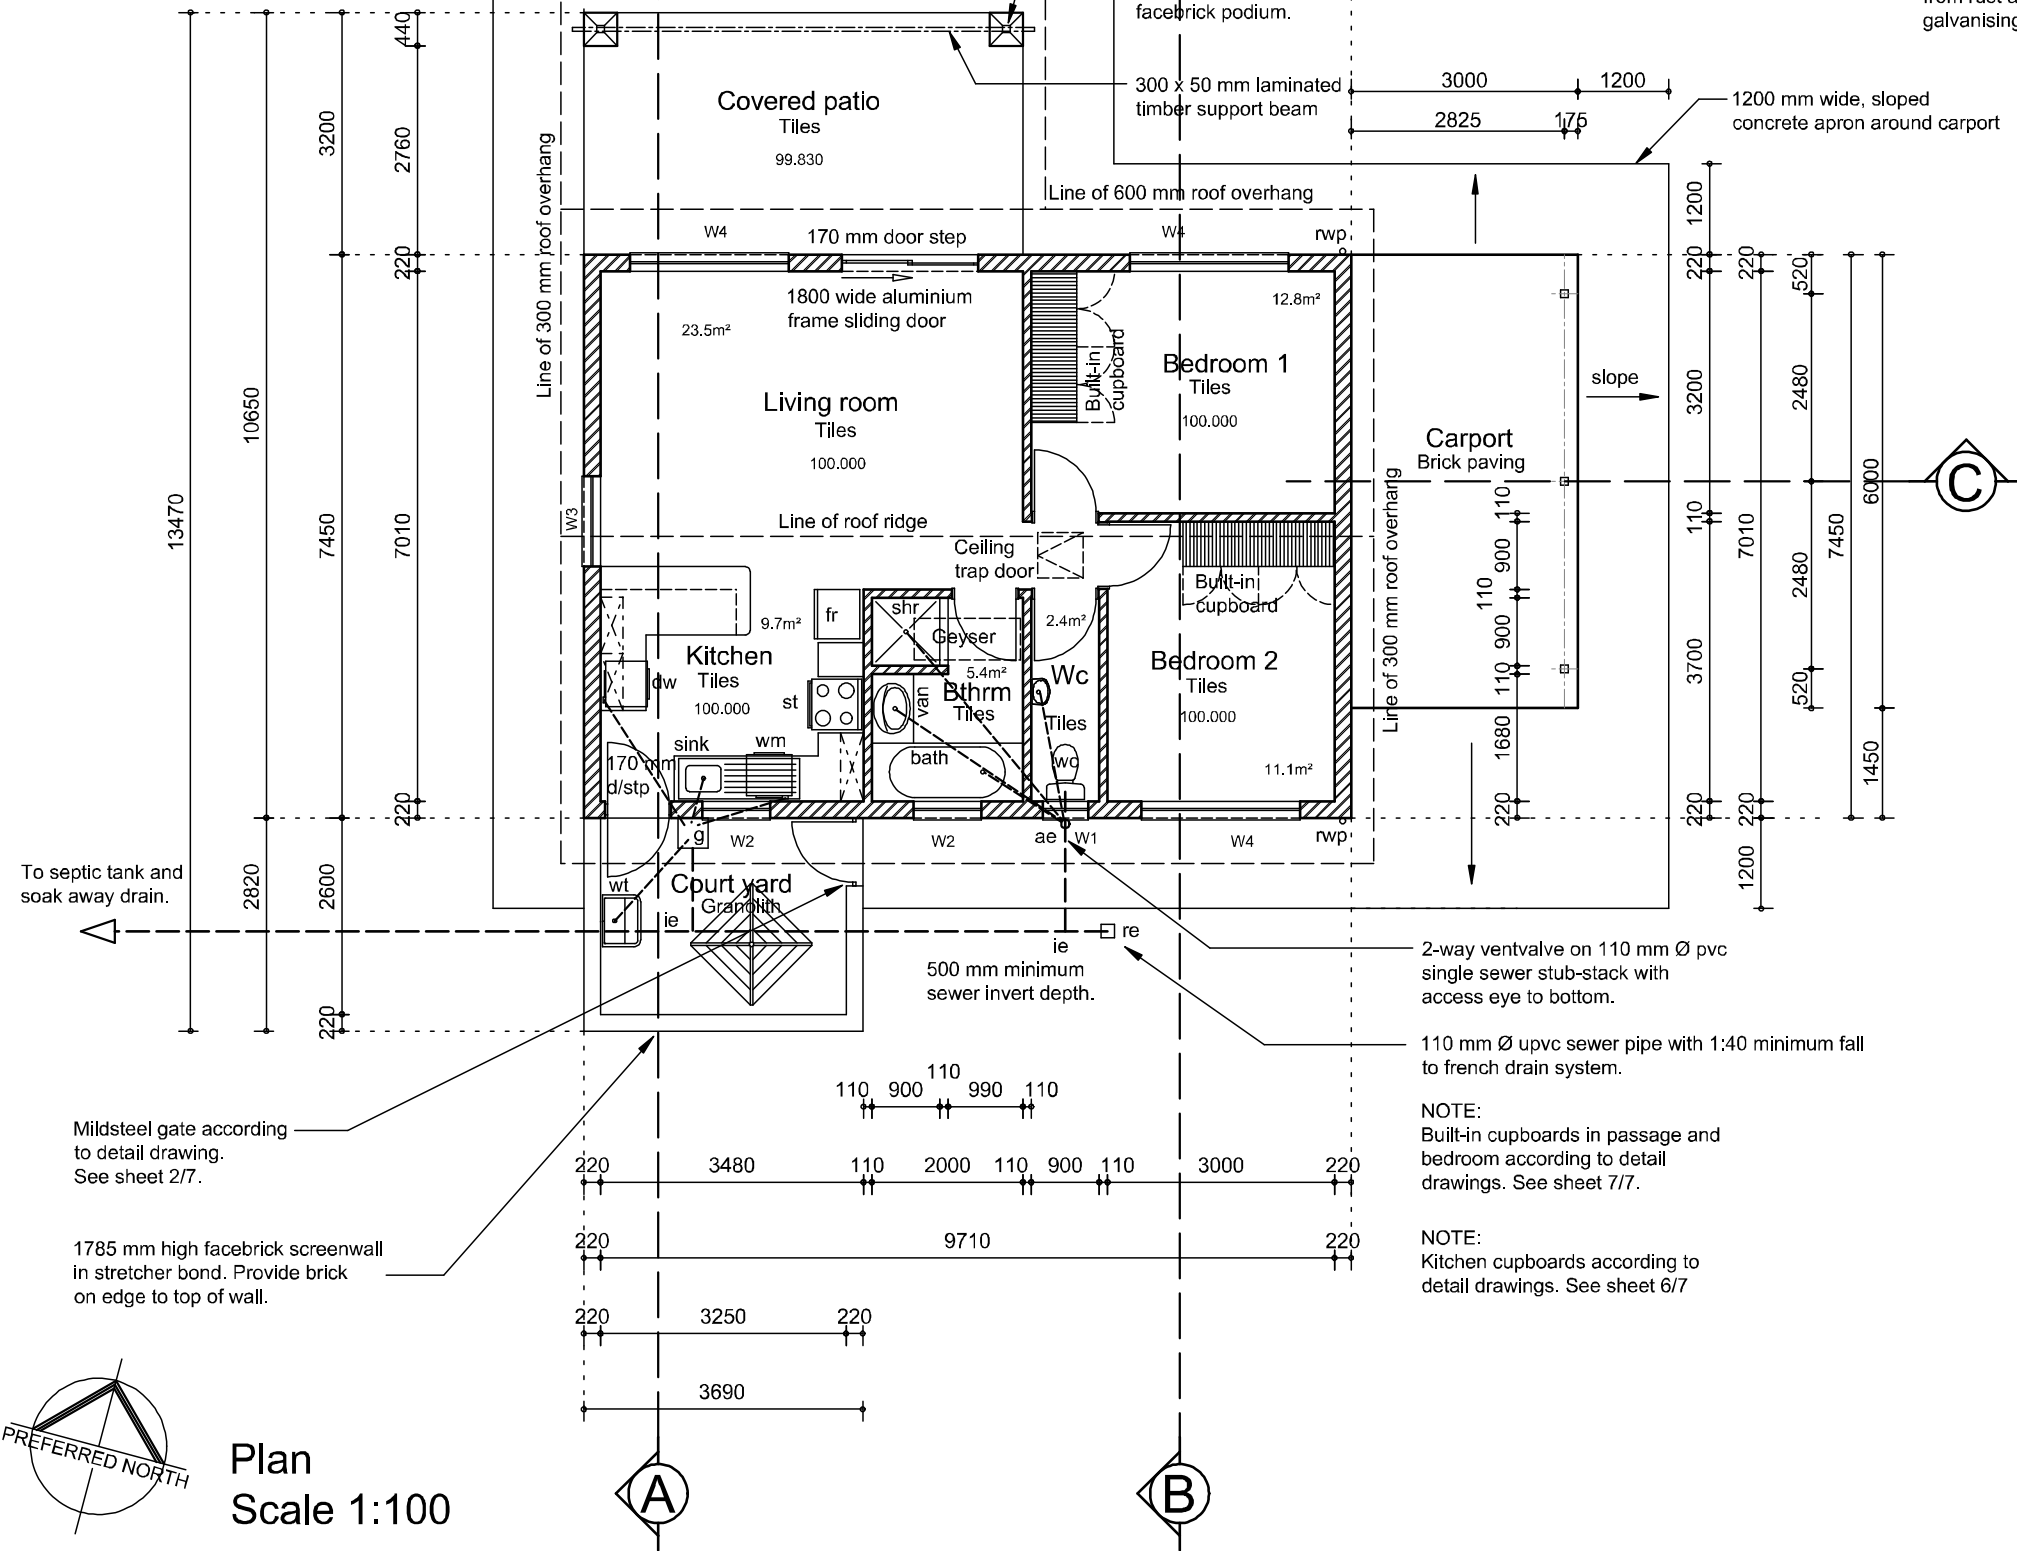 facebrick podium.
galvanising
300 x 50 mm laminated
timber support beam
1200 mm wide, sloped
concrete apron around carport
3000
1200
2825
175
Covered patio
Tiles
99.830
Line of 300 mm roof overhang
Line of 600 mm roof overhang
W4
170 mm door step
W4
rwp
1800 wide aluminium
frame sliding door
23.5m²
12.8m²
Living room
Tiles
100.000
Built-in
cupboard
Bedroom 1
Tiles
100.000
slope
Carport
Brick paving
C
Line of 300 mm roof overhang
W3
Line of roof ridge
Ceiling
trap door
Built-in
cupboard
fr
shr
Geyser
9.7m²
2.4m²
Kitchen
Tiles
100.000
dw
st
5.4m²
Bthrm
Tiles
van
Wc
Tiles
Bedroom 2
Tiles
100.000
sink
wm
bath
wc
170 mm
d/stp
11.1m²
g
W2
W2
ae
W1
W4
rwp
To septic tank and
soak away drain.
wt
Court yard
Granolith
ie
ie
re
500 mm minimum
sewer invert depth.
2-way ventvalve on 110 mm Ø pvc
single sewer stub-stack with
access eye to bottom.
110 mm Ø upvc sewer pipe with 1:40 minimum fall
to french drain system.
NOTE:
Built-in cupboards in passage and
bedroom according to detail
drawings. See sheet 7/7.
NOTE:
Kitchen cupboards according to
detail drawings. See sheet 6/7
Mildsteel gate according
to detail drawing.
See sheet 2/7.
1785 mm high facebrick screenwall
in stretcher bond. Provide brick
on edge to top of wall.
13470
10650
2820
3200
7450
2600
220
440
2760
220
7010
220
110
900
110
900
110
1680
220
1200
220
3200
110
3700
220
220
7010
220
1200
520
2480
2480
520
7450
6000
1450
110
900
110
990
110
220
3480
110
2000
110
900
110
3000
220
220
9710
220
220
3250
220
3690
PREFERRED NORTH
Plan
Scale 1:100
A
B